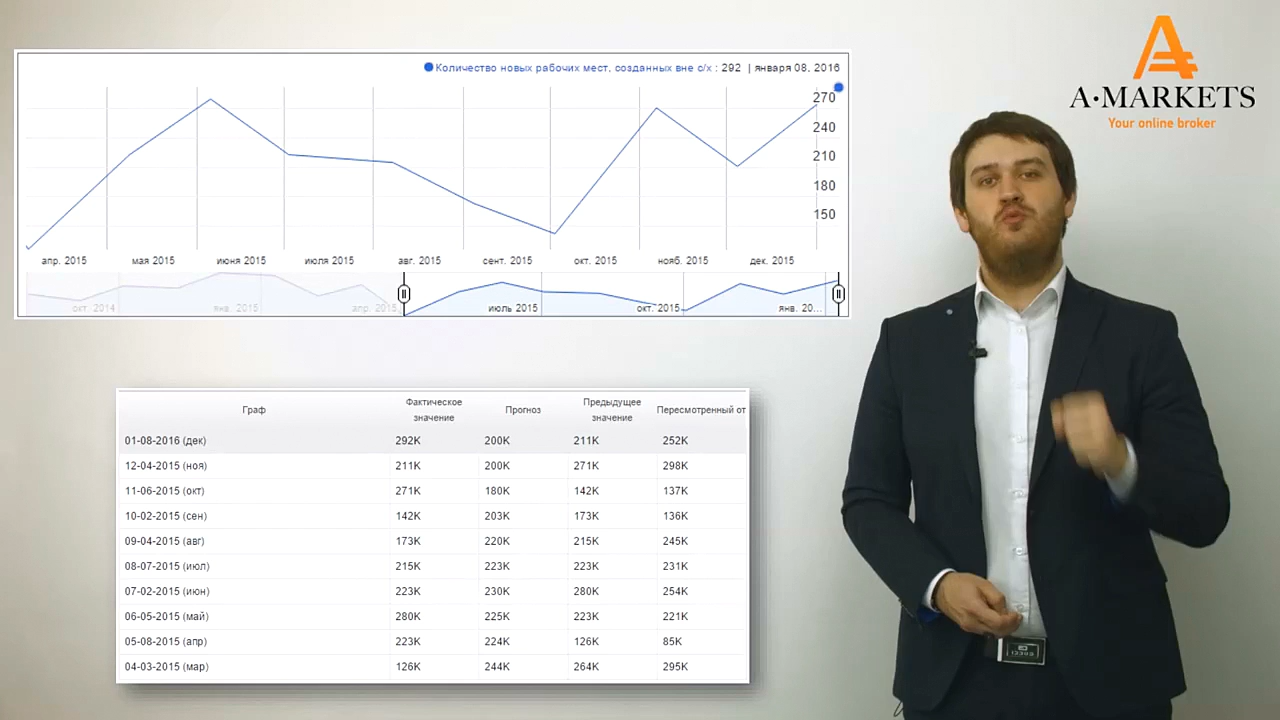 Количество новых рабочих мест, созданных вне с/х : 292 | января 08, 2016
270
240
210
180
150
апр. 2015 мая 2015 июня 2015 июля 2015 авг. 2015 сент. 2015 окт. 2015 нояб. 2015 дек. 2015
окт. 2014 янв. 2015 апр. 2015 июль 2015 окт. 2015 янв. 20...
A·MARKETS
Your online broker
Граф Фактическое значение Прогноз Предыдущее значение Пересмотренный от
01-08-2016 (дек) 292K 200K 211K 252K
12-04-2015 (ноя) 211K 200K 271K 298K
11-06-2015 (окт) 271K 180K 142K 137K
10-02-2015 (сен) 142K 203K 173K 136K
09-04-2015 (авг) 173K 220K 215K 245K
08-07-2015 (июл) 215K 223K 223K 231K
07-02-2015 (июн) 223K 230K 280K 254K
06-05-2015 (май) 280K 225K 223K 221K
05-08-2015 (апр) 223K 224K 126K 85K
04-03-2015 (мар) 126K 244K 264K 295K